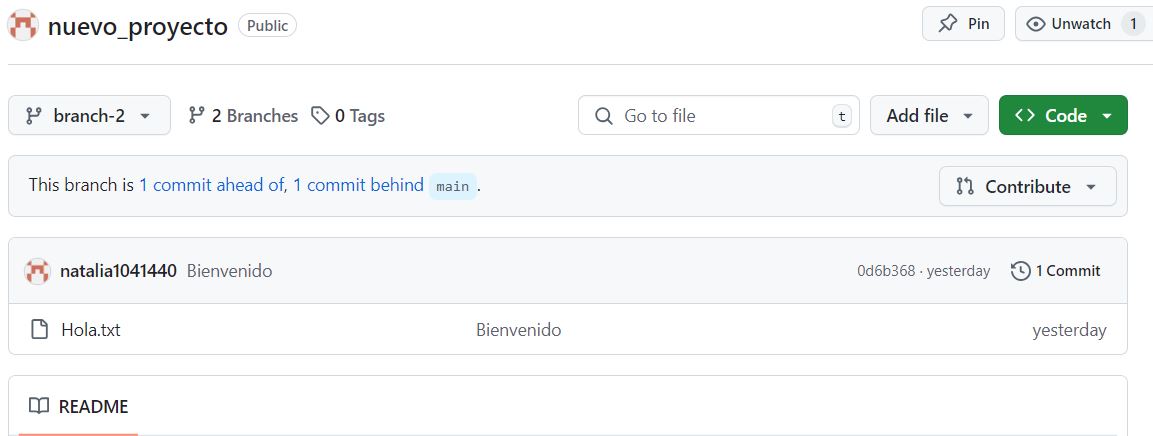 nuevo_proyecto Public Pin Unwatch 1
branch-2 2 Branches 0 Tags Go to file t Add file Code
This branch is 1 commit ahead of, 1 commit behind main .
Contribute
natalia1041440 Bienvenido 0d6b368 · yesterday 1 Commit
Hola.txt Bienvenido yesterday
README